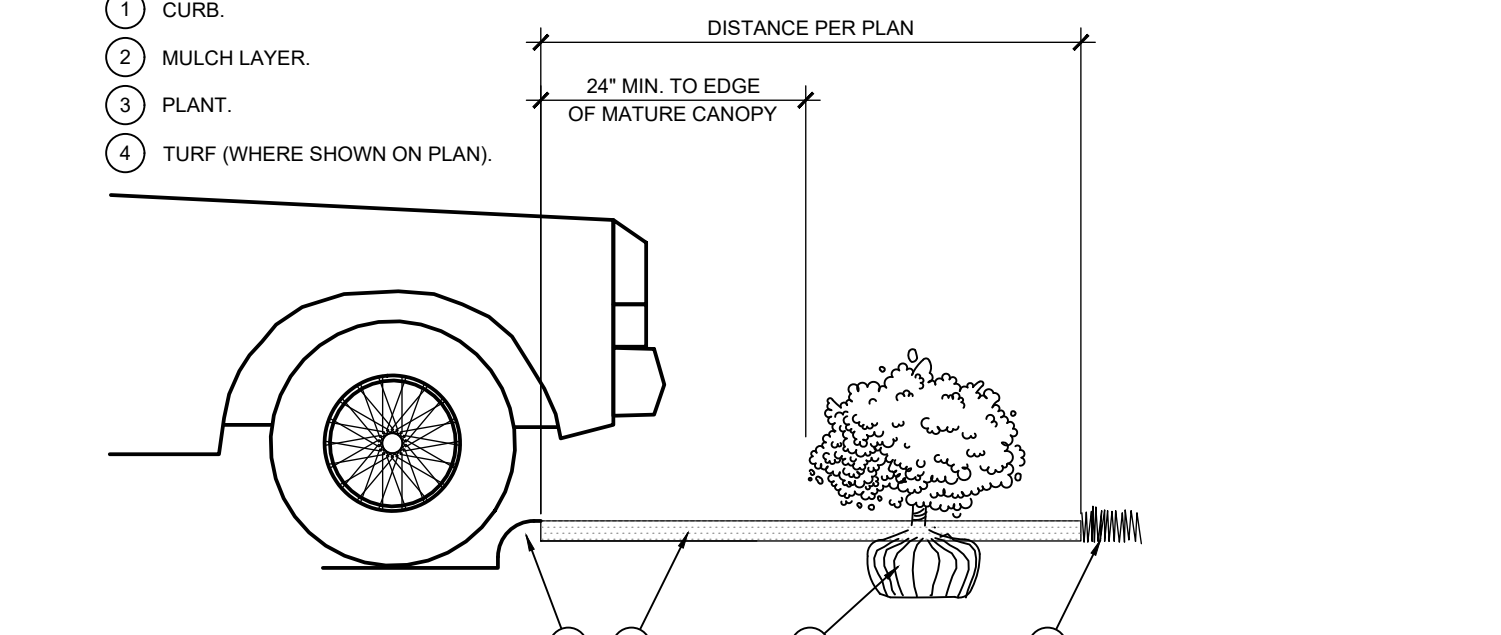 1 CURB.
2 MULCH LAYER.
3 PLANT.
4 TURF (WHERE SHOWN ON PLAN).
DISTANCE PER PLAN
24" MIN. TO EDGE
OF MATURE CANOPY